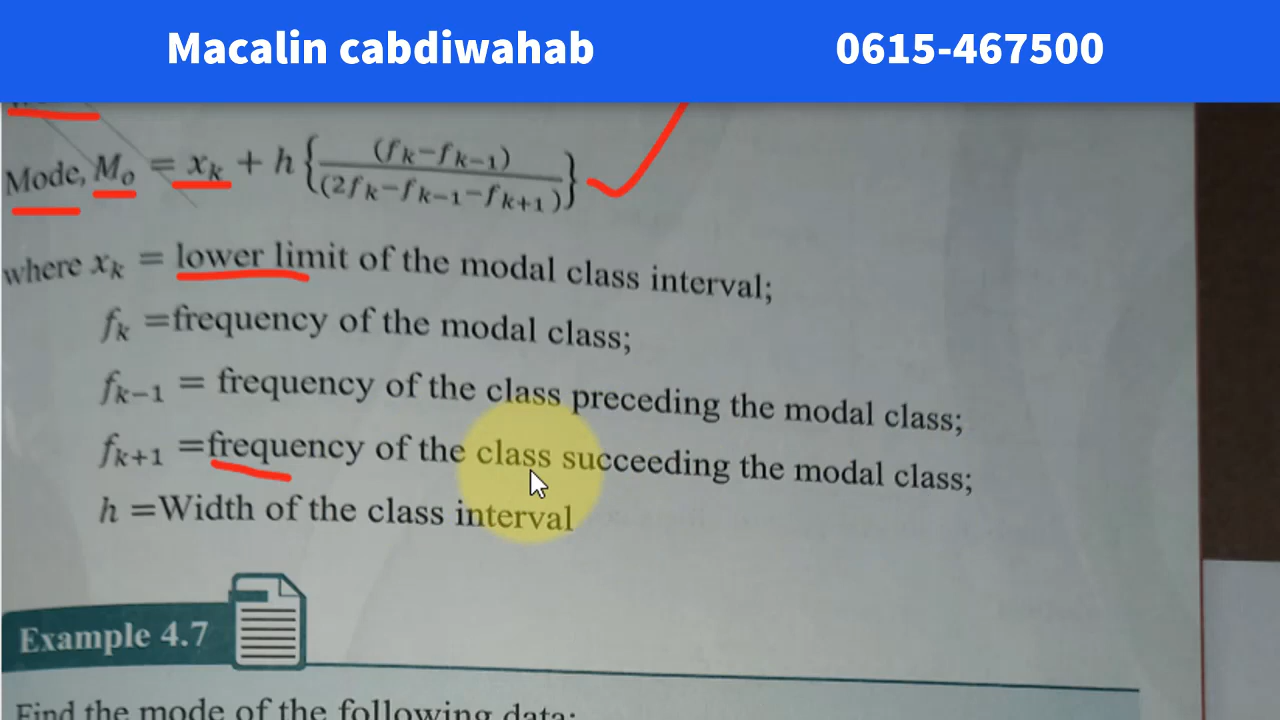 Macalin cabdiwahab 0615-467500
Mode, Mₒ = xₖ + h{(fₖ−fₖ₋₁)/(2fₖ−fₖ₋₁−fₖ₊₁)}
where xₖ = lower limit of the modal class interval;
fₖ =frequency of the modal class;
fₖ₋₁ = frequency of the class preceding the modal class;
fₖ₊₁ =frequency of the class succeeding the modal class;
h =Width of the class interval
Example 4.7
Find the mode of the following data: